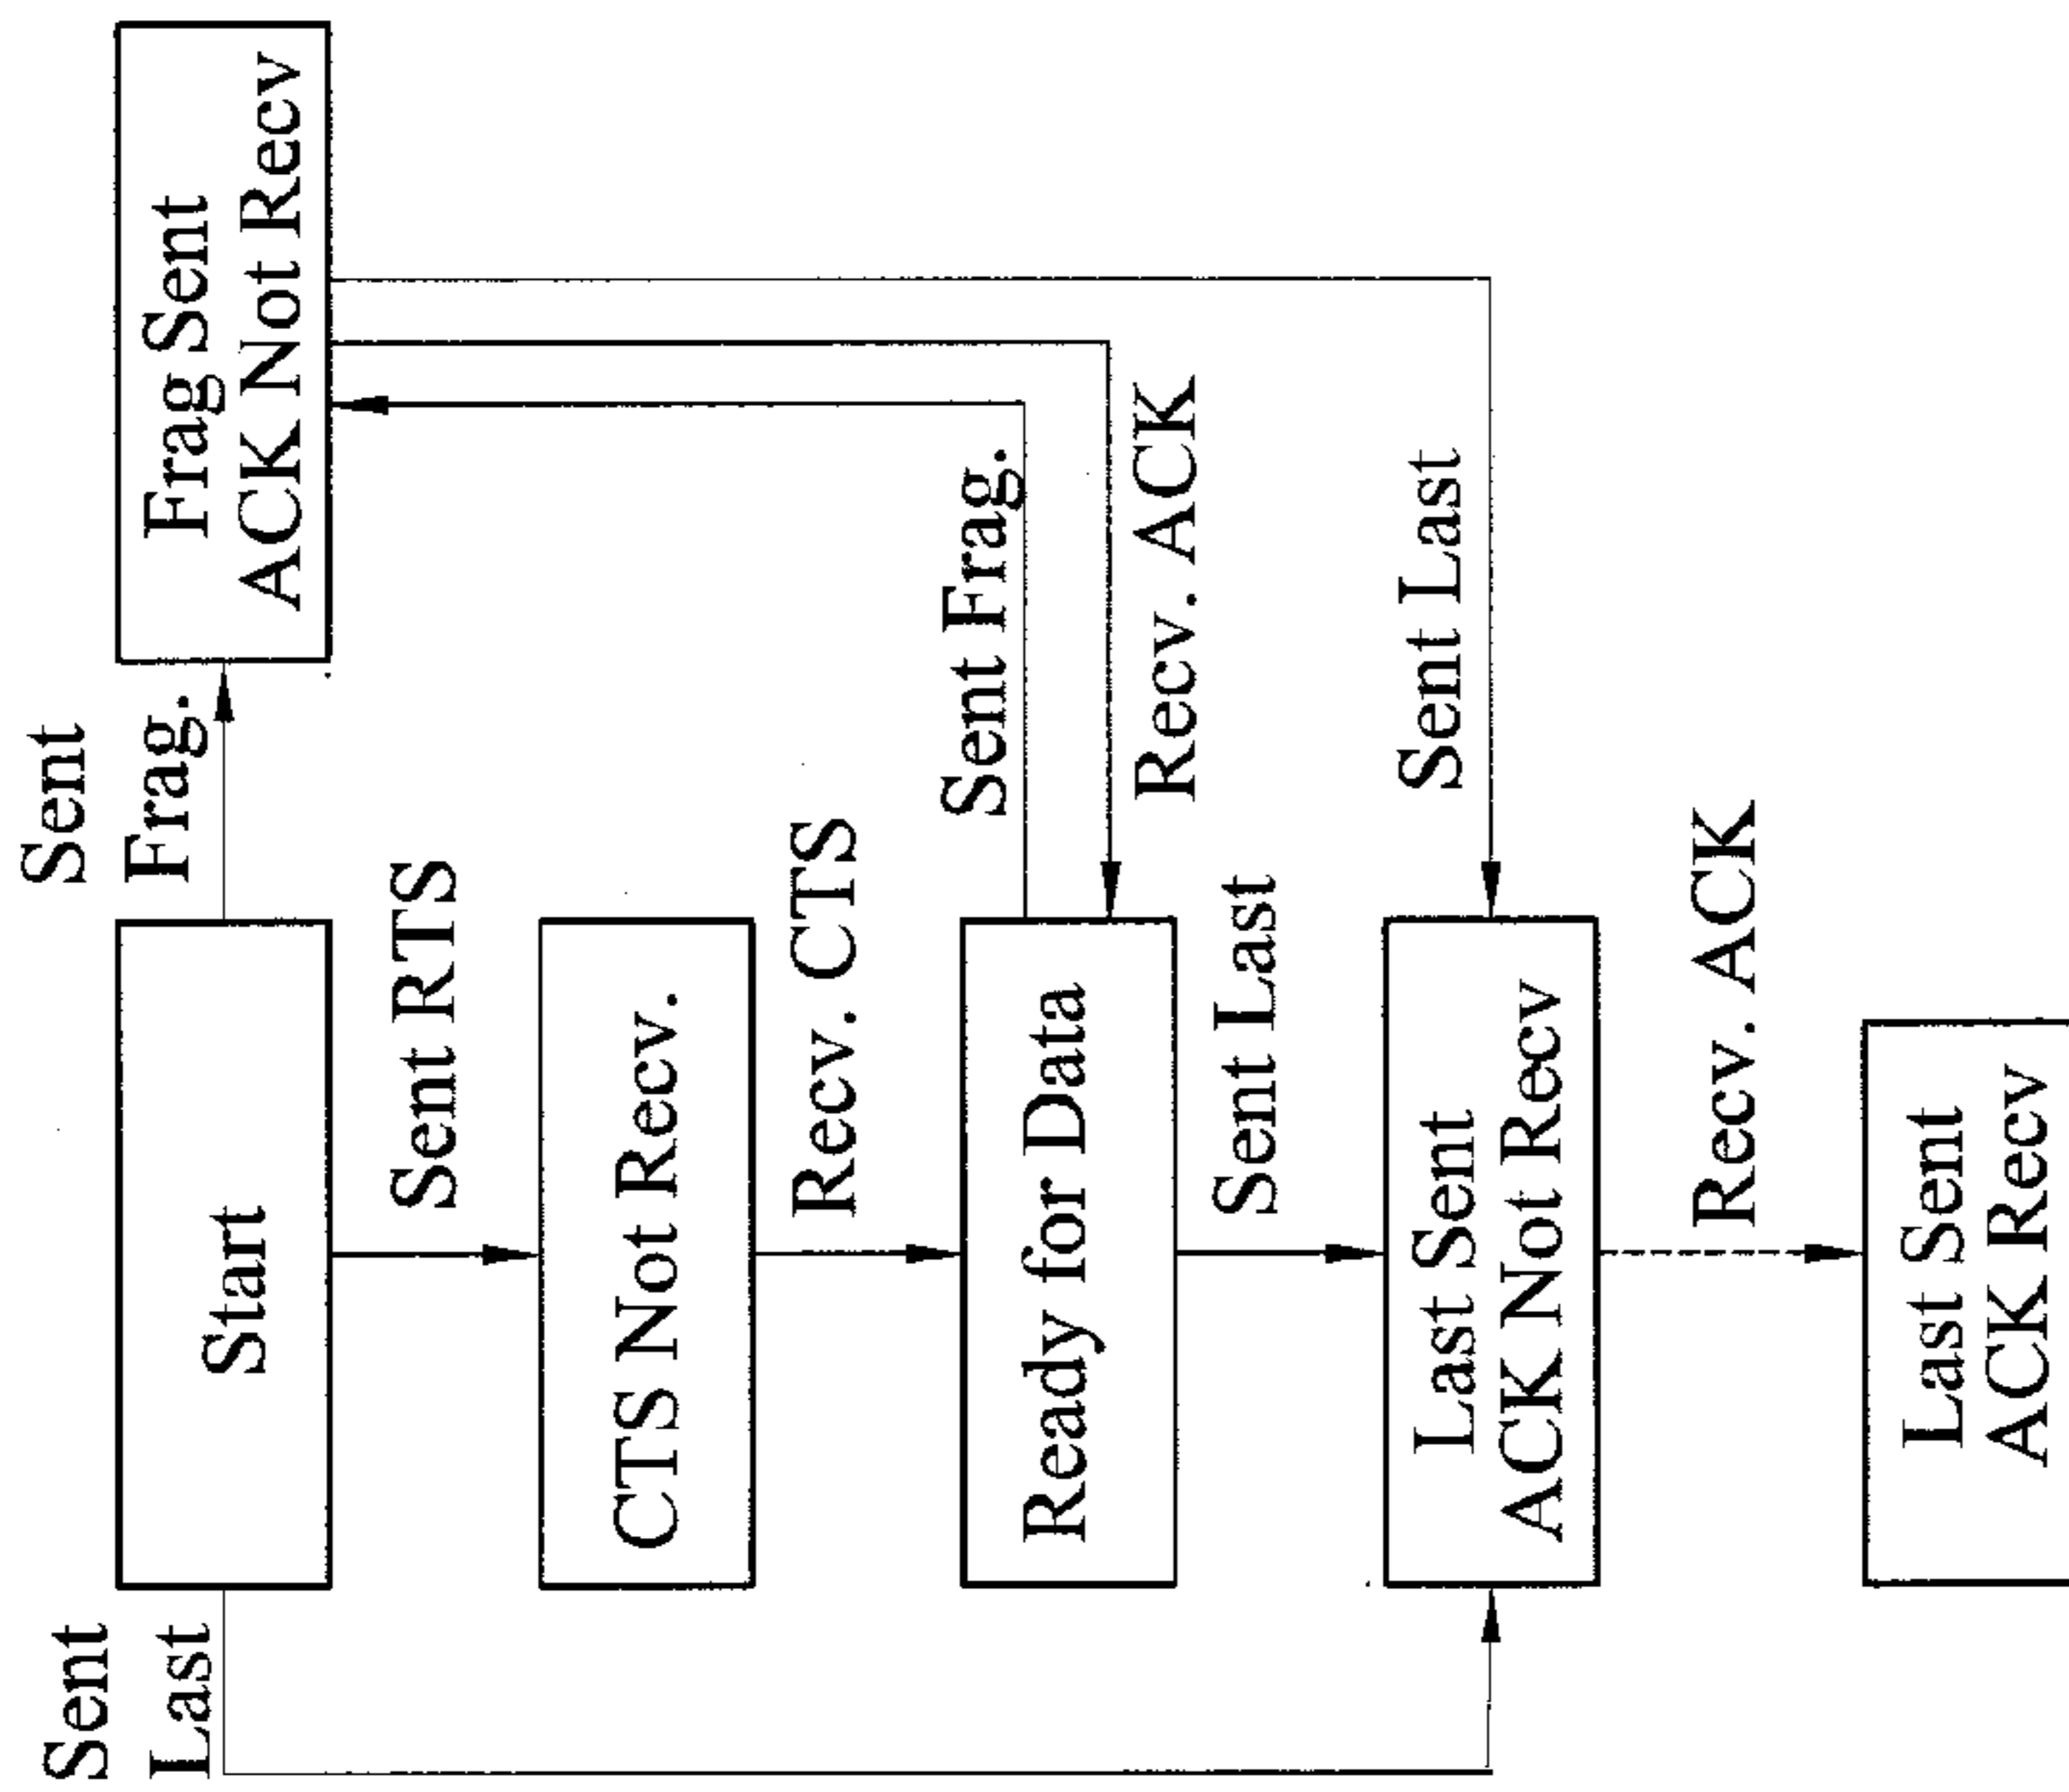 Sent
Frag.
Frag Sent
ACK Not Recv
Start
Sent
Last
Sent RTS
CTS Not Recv.
Recv. CTS
Sent Frag.
Ready for Data
Recv. ACK
Sent Last
Sent Last
Last Sent
ACK Not Recv
Recv. ACK
Last Sent
ACK Recv